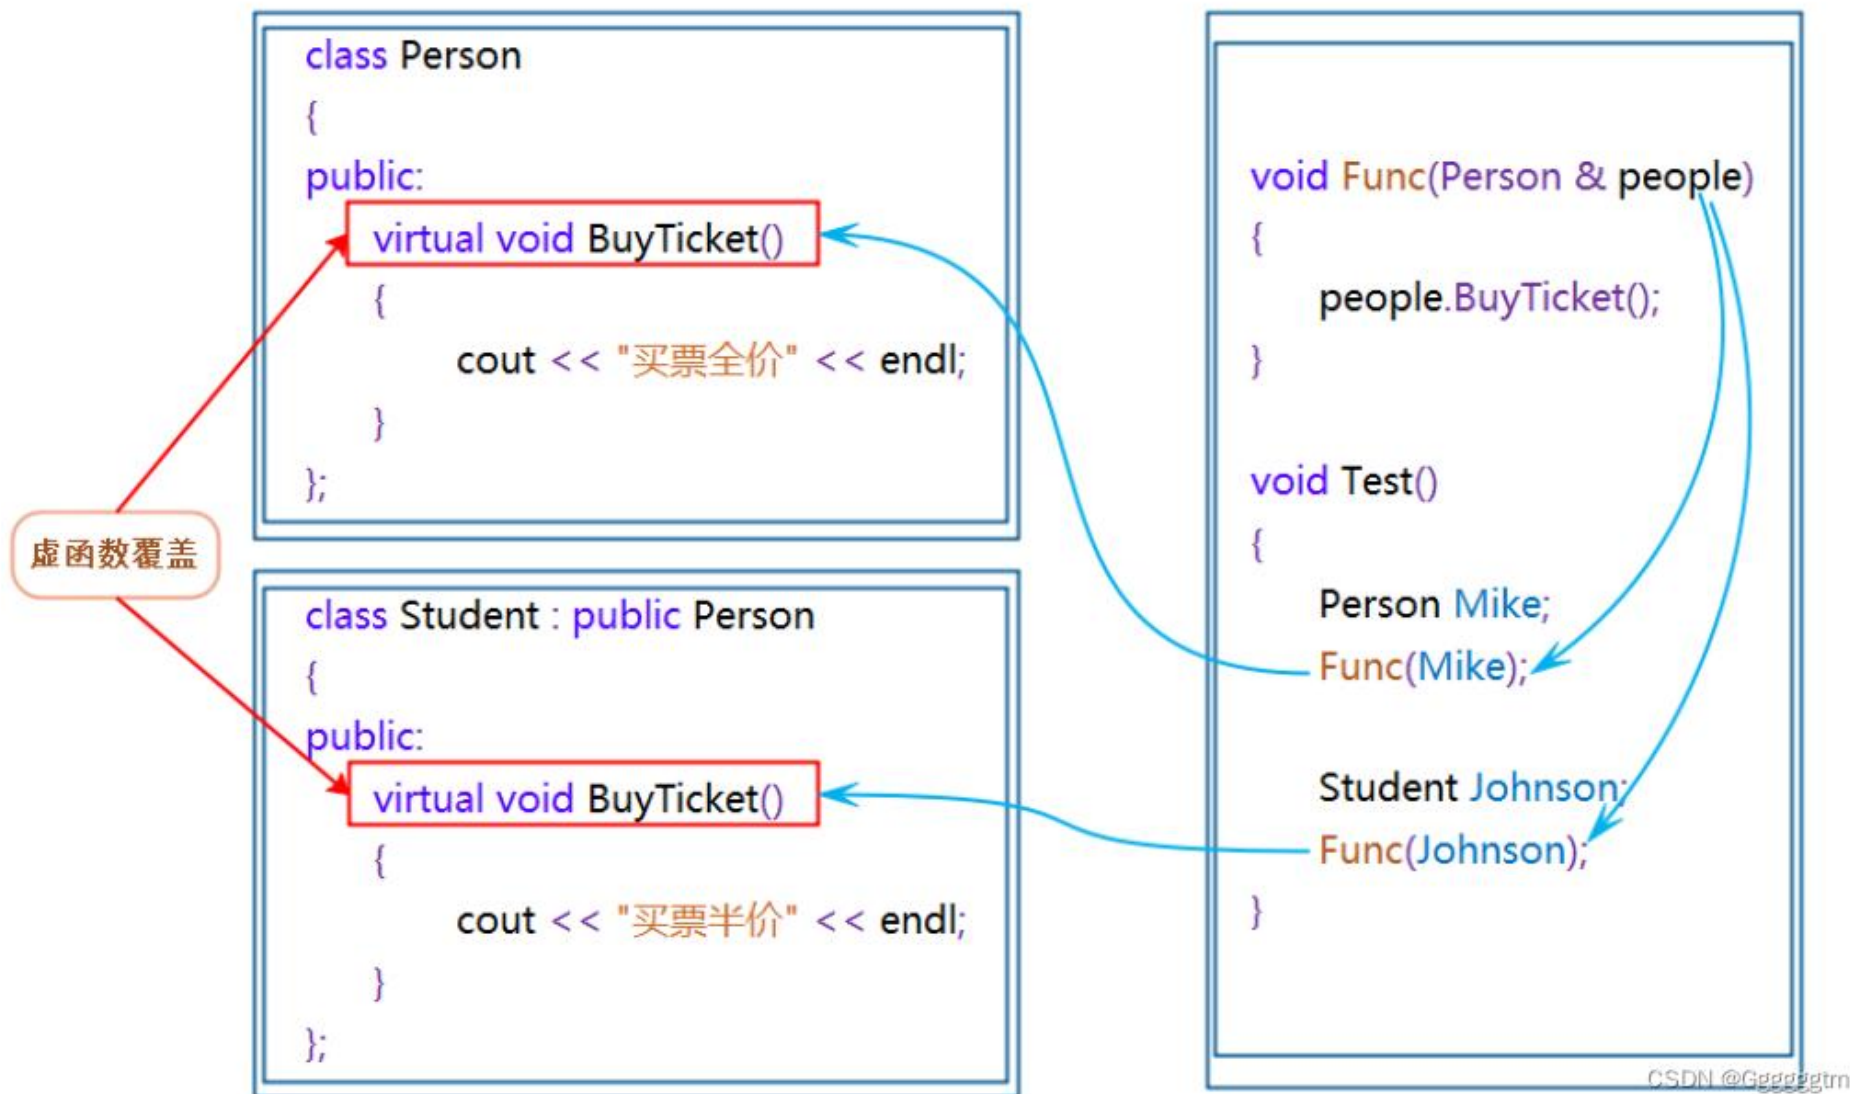 class Person
{
public:
virtual void BuyTicket()
{
cout << "买票全价" << endl;
}
};
虚函数覆盖
class Student : public Person
{
public:
virtual void BuyTicket()
{
cout << "买票半价" << endl;
}
};
void Func(Person & people)
{
people.BuyTicket();
}
void Test()
{
Person Mike;
Func(Mike);
Student Johnson;
Func(Johnson);
}
CSDN @Ggggggtm